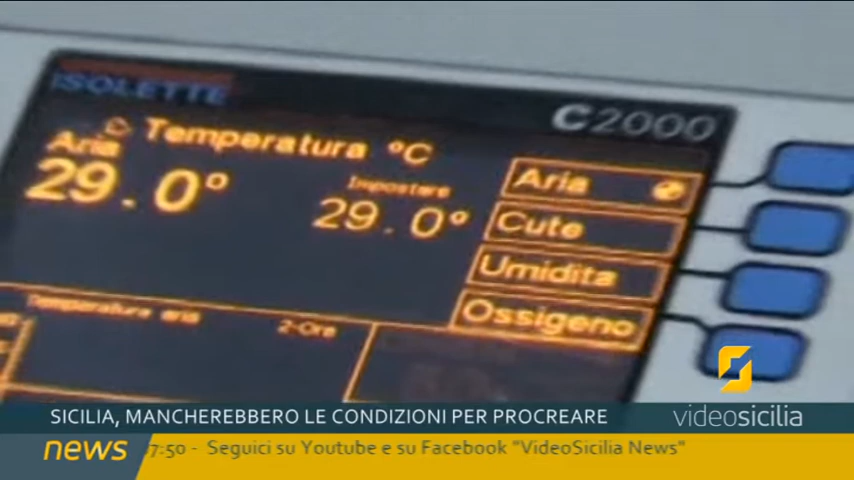 ISOLETTE
C2000
Temperatura °C
Aria
29.0°
Impostare
29.0°
Aria
Cute
Umidita
Ossigeno
Temperatura aria
2-Ore
SICILIA, MANCHEREBBERO LE CONDIZIONI PER PROCREARE
videosicilia
news
7:50 - Seguici su Youtube e su Facebook "VideoSicilia News"